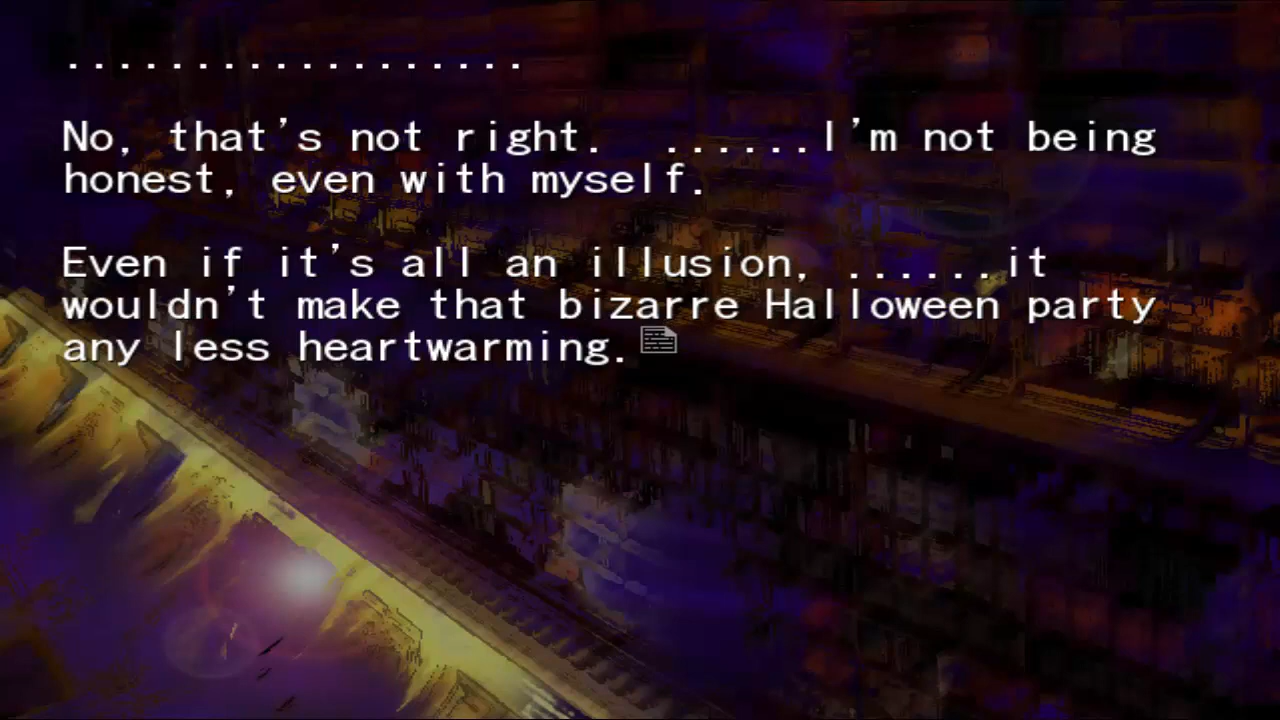 ..................
No, that's not right.  ......I'm not being
honest, even with myself.
Even if it's all an illusion, ......it
wouldn't make that bizarre Halloween party
any less heartwarming.